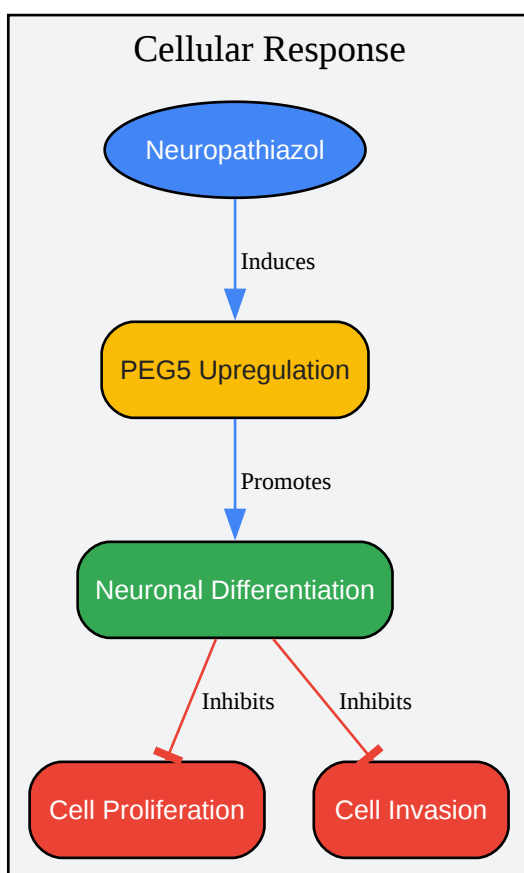 Cellular Response
Neuropathiazol
Induces
PEG5 Upregulation
Promotes
Neuronal Differentiation
Inhibits
Inhibits
Cell Proliferation
Cell Invasion